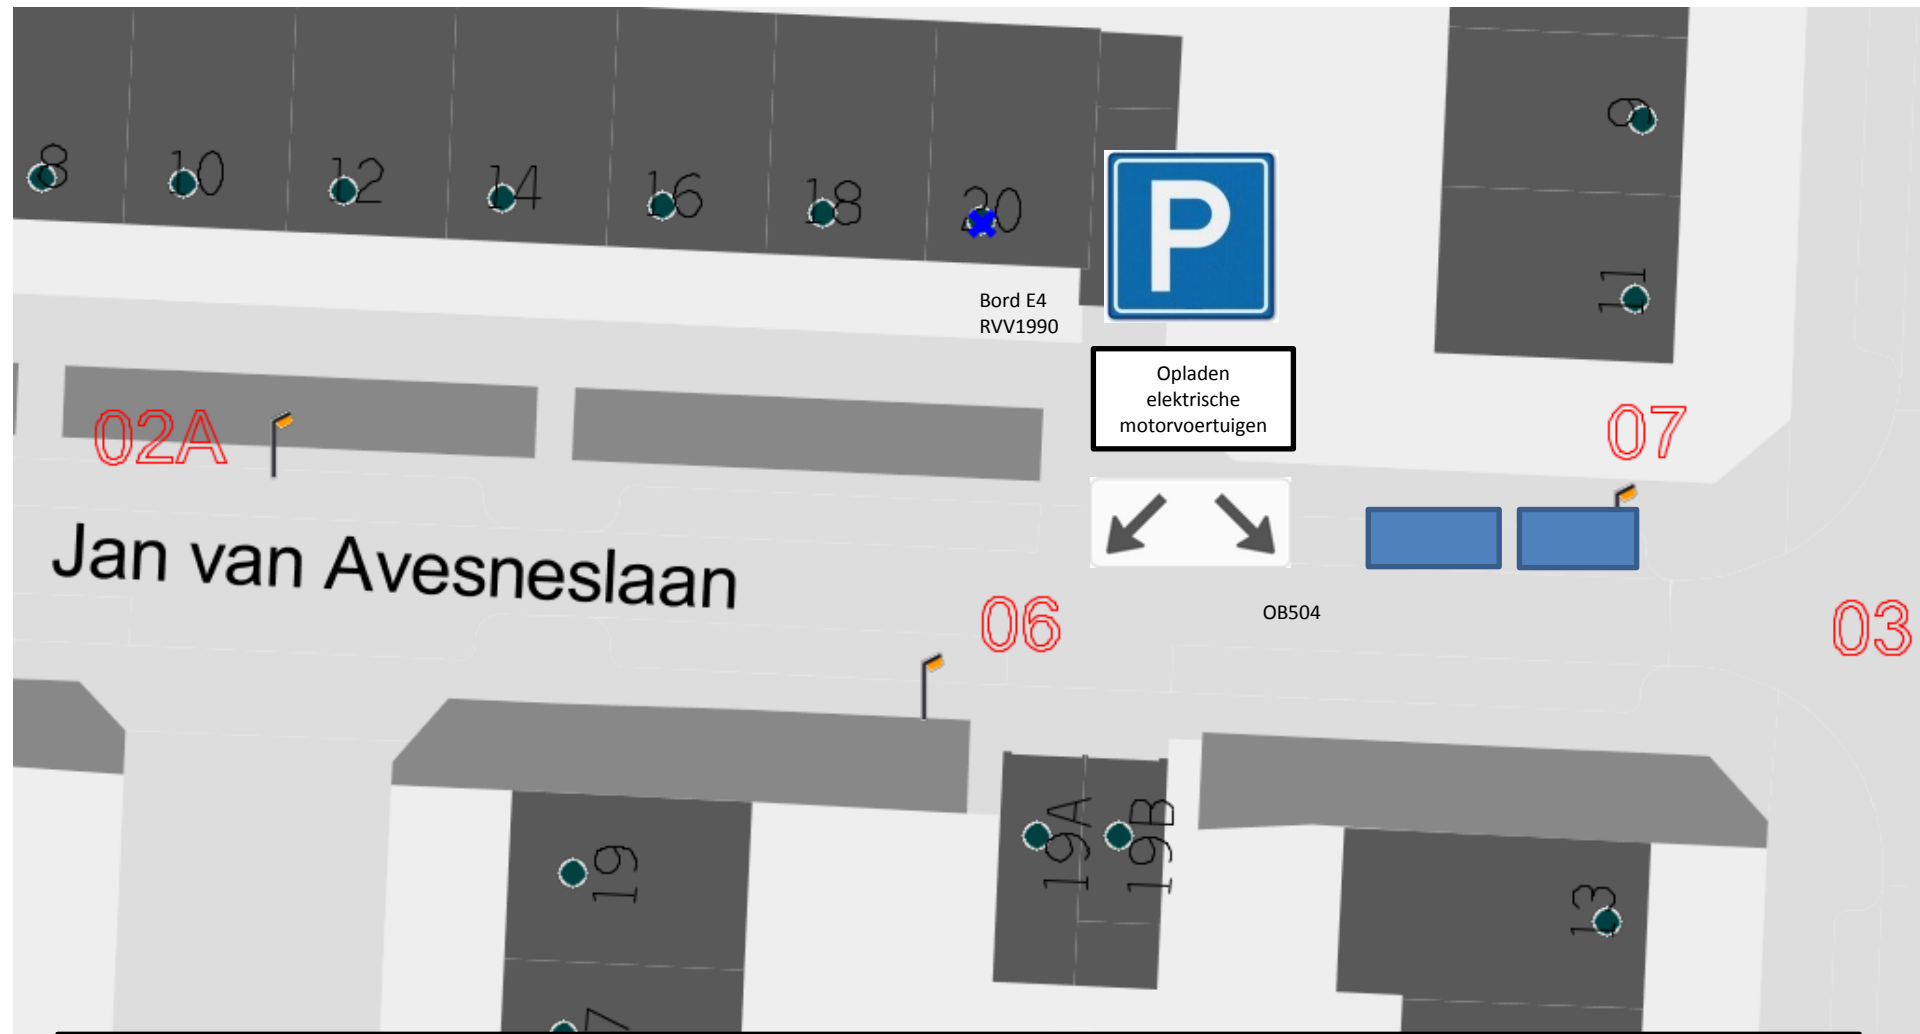 8
10
12
14
16
18
20
9
11
P
Bord E4
RVV1990
Opladen
elektrische
motorvoertuigen
02A
07
Jan van Avesneslaan
06
OB504
03
19
19A
19B
13
7